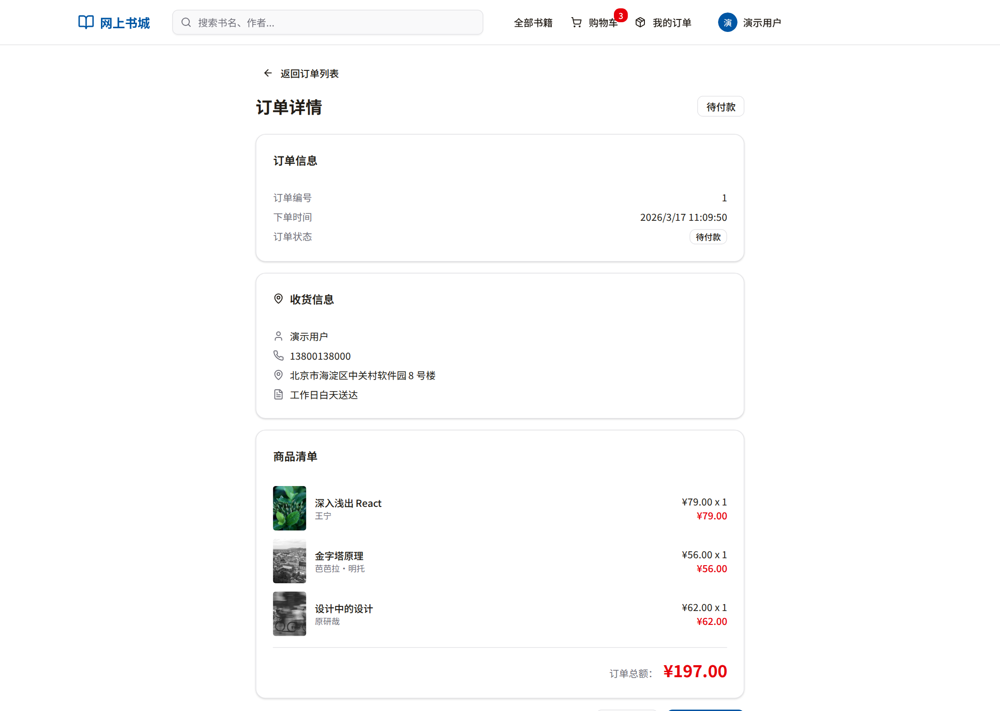 网上书城
搜索书名、作者...
全部书籍
购物车
3
我的订单
演
演示用户
返回订单列表
订单详情
待付款
订单信息
订单编号
1
下单时间
2026/3/17 11:09:50
订单状态
待付款
收货信息
演示用户
13800138000
北京市海淀区中关村软件园 8 号楼
工作日白天送达
商品清单
深入浅出 React
王宁
¥79.00 x 1
¥79.00
金字塔原理
芭芭拉・明托
¥56.00 x 1
¥56.00
设计中的设计
原研哉
¥62.00 x 1
¥62.00
订单总额：
¥197.00